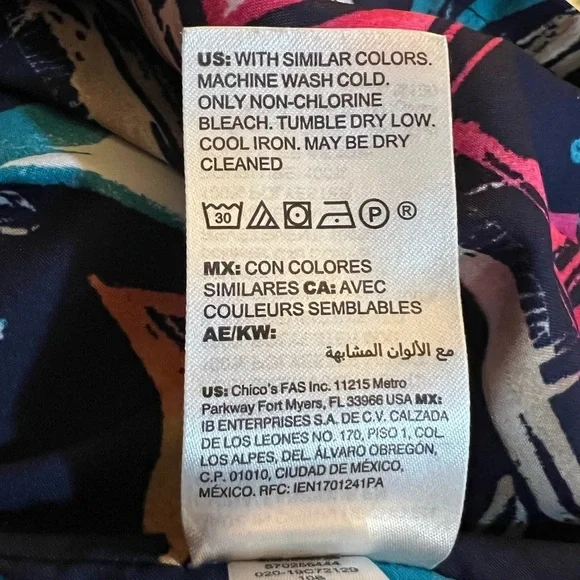 US: WITH SIMILAR COLORS.
MACHINE WASH COLD.
ONLY NON-CHLORINE
BLEACH. TUMBLE DRY LOW.
COOL IRON. MAY BE DRY
CLEANED
30 P ®
MX: CON COLORES
SIMILARES CA: AVEC
COULEURS SEMBLABLES
AE/KW:
مع الألوان المشابهة
US: Chico's FAS Inc. 11215 Metro
Parkway Fort Myers, FL 33966 USA MX:
IB ENTERPRISES S.A. DE C.V. CALZADA
DE LOS LEONES NO. 170, PISO 1, COL.
LOS ALPES, DEL. ÁLVARO OBREGÓN,
C.P. 01010, CIUDAD DE MÉXICO,
MÉXICO. RFC: IEN1701241PA
570286444